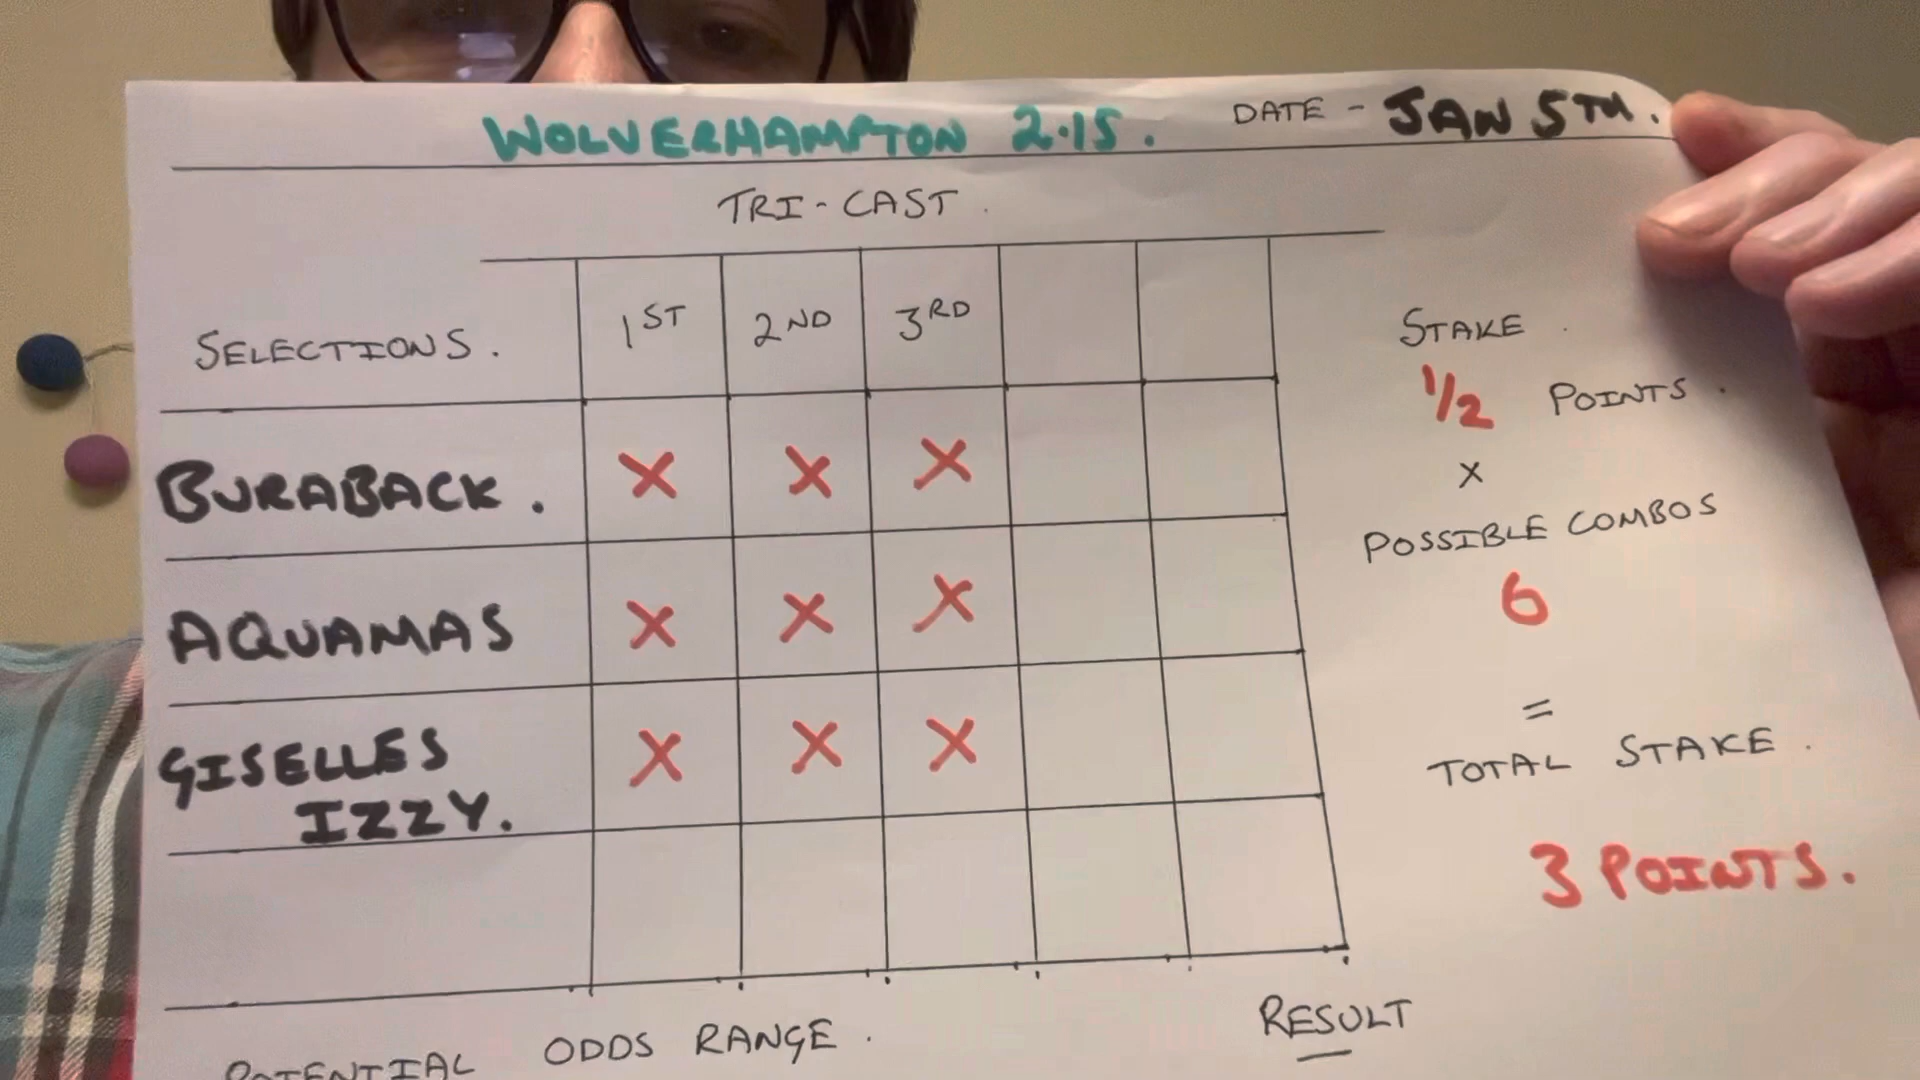 WOLVERHAMPTON 2.15. DATE - JAN 5TH.
TRI-CAST.
SELECTIONS. 1ST 2ND 3RD
BURABACK. X X X
AQUAMAS X X X
GISELLES X X X
IZZY.
STAKE.
1/2 POINTS.
X
POSSIBLE COMBOS
6
=
TOTAL STAKE.
3 POINTS.
POTENTIAL ODDS RANGE.
RESULT